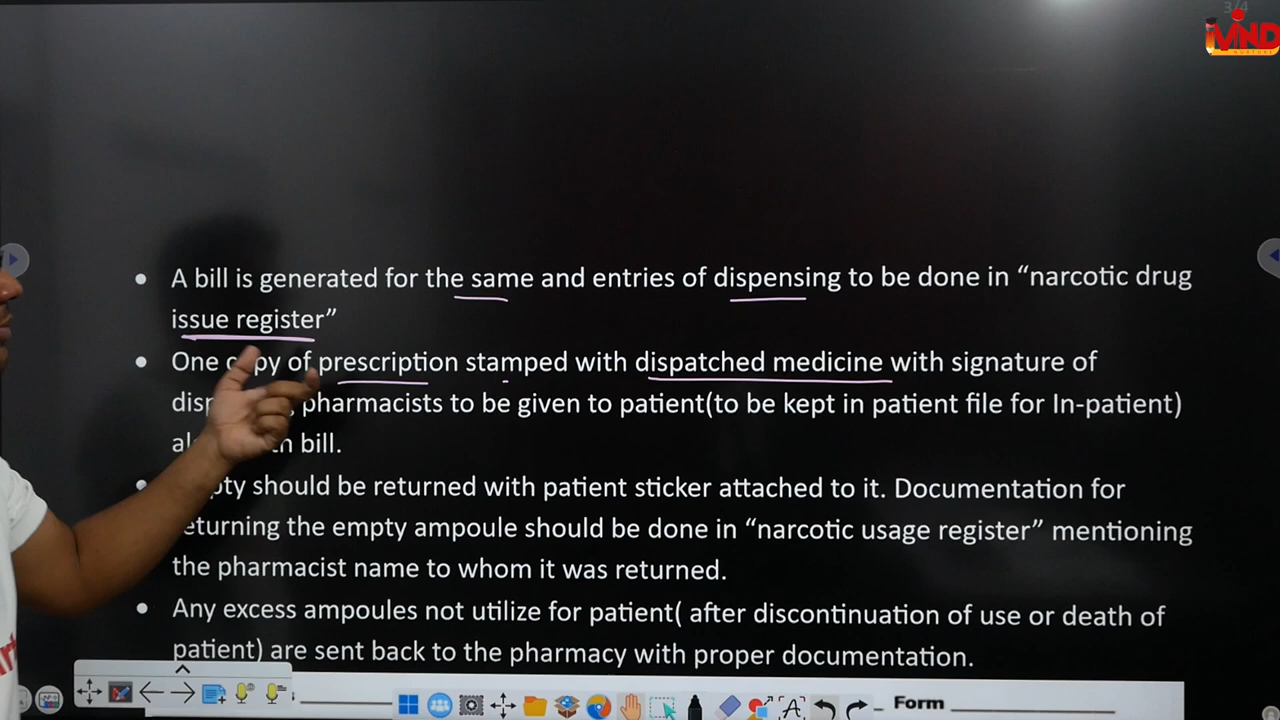 3/4
MIND
NURTURE
• A bill is generated for the same and entries of dispensing to be done in “narcotic drug
issue register”
• One copy of prescription stamped with dispatched medicine with signature of
pharmacists to be given to patient(to be kept in patient file for In-patient)
bill.
should be returned with patient sticker attached to it. Documentation for
the empty ampoule should be done in “narcotic usage register” mentioning
the pharmacist name to whom it was returned.
• Any excess ampoules not utilize for patient( after discontinuation of use or death of
patient) are sent back to the pharmacy with proper documentation.
Form